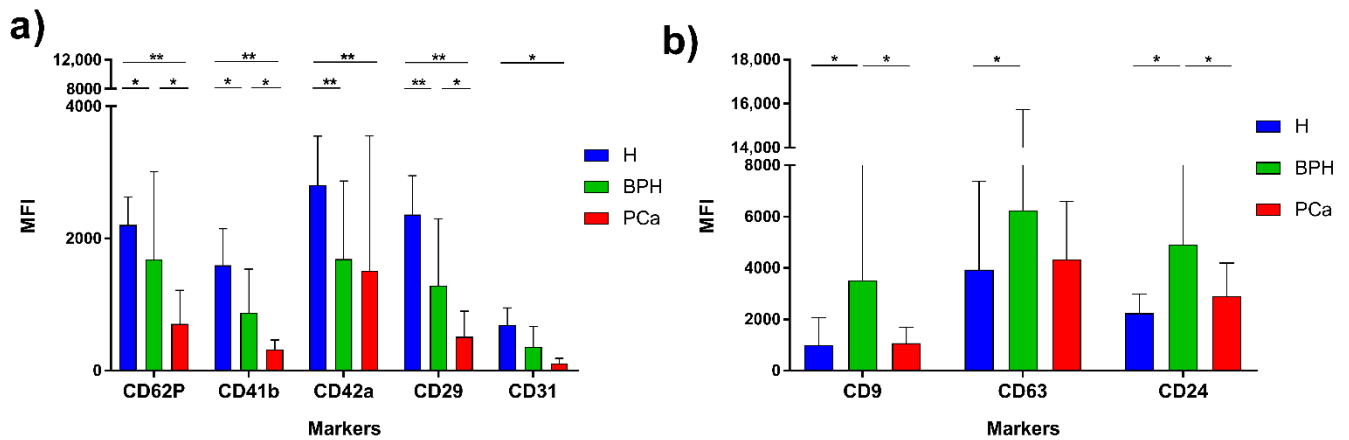 a)
12,000
8000
4000
2000
0
MFI
** ** ** ** *
* * * * ** ** *
H
BPH
PCa
CD62P CD41b CD42a CD29 CD31
Markers
b)
18,000
16,000
14,000
8000
6000
4000
2000
0
MFI
* * * * *
H
BPH
PCa
CD9 CD63 CD24
Markers